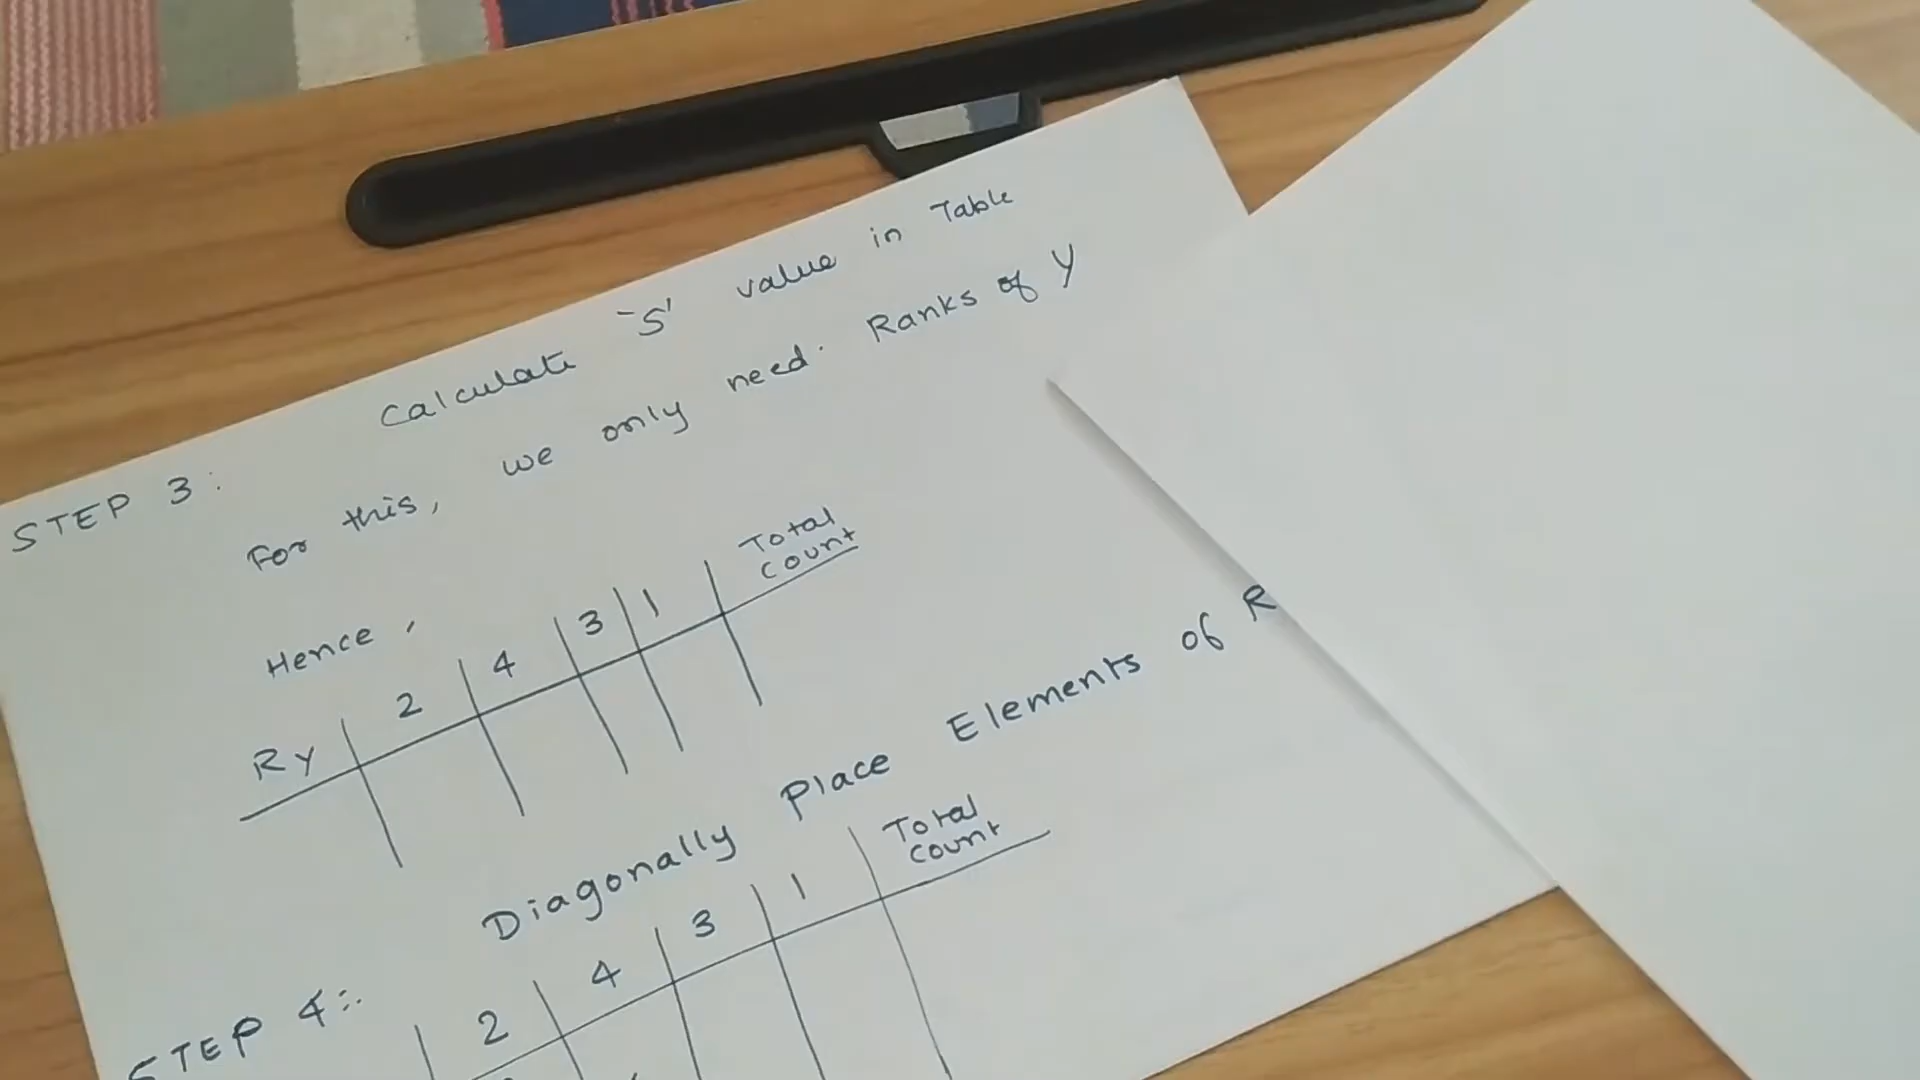 STEP 3: Calculate 'S' value in Table
For this, we only need. Ranks of Y
Hence,
Ry 2 4 3 1 Total Count
STEP 4:. Diagonally Place Elements of R
2 4 3 1 Total Count